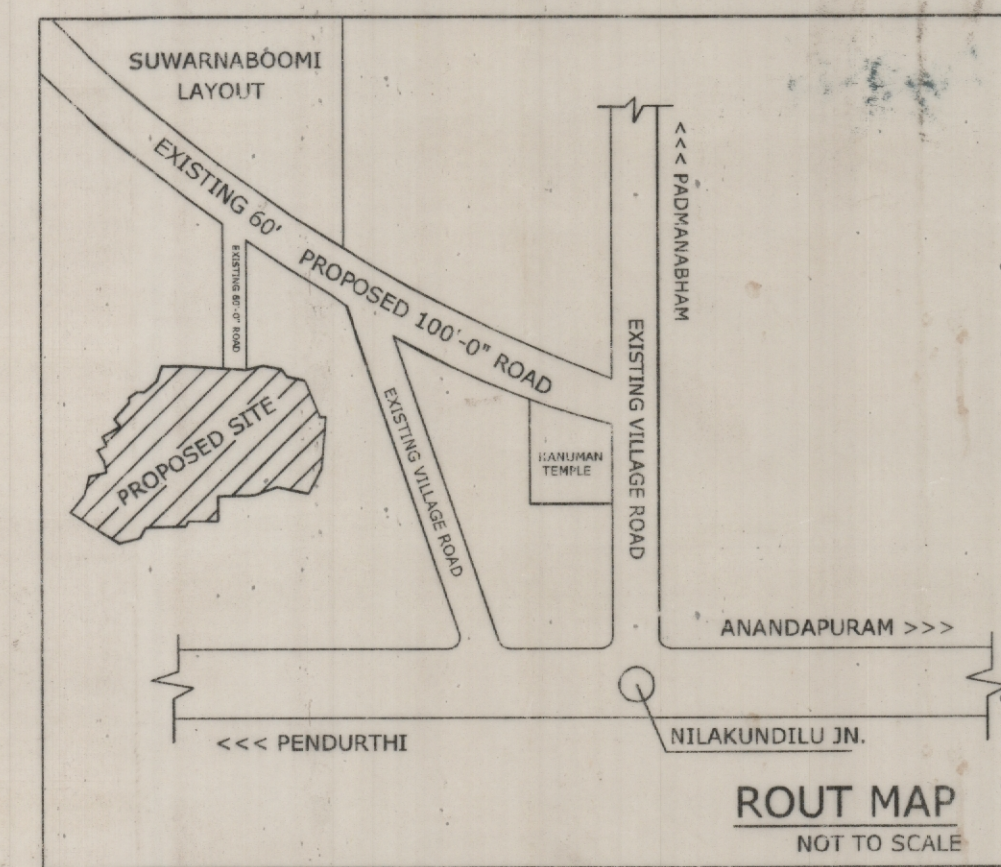 SUWARNABOOMI
LAYOUT
EXISTING 60' PROPOSED 100'-0" ROAD
<<< PADMANABHAM
EXISTING 60'-0" ROAD
PROPOSED SITE
EXISTING VILLAGE ROAD
HANUMAN
TEMPLE
EXISTING VILLAGE ROAD
ANANDAPURAM >>>
<<< PENDURTHI
NILAKUNDILU JN.
ROUT MAP
NOT TO SCALE